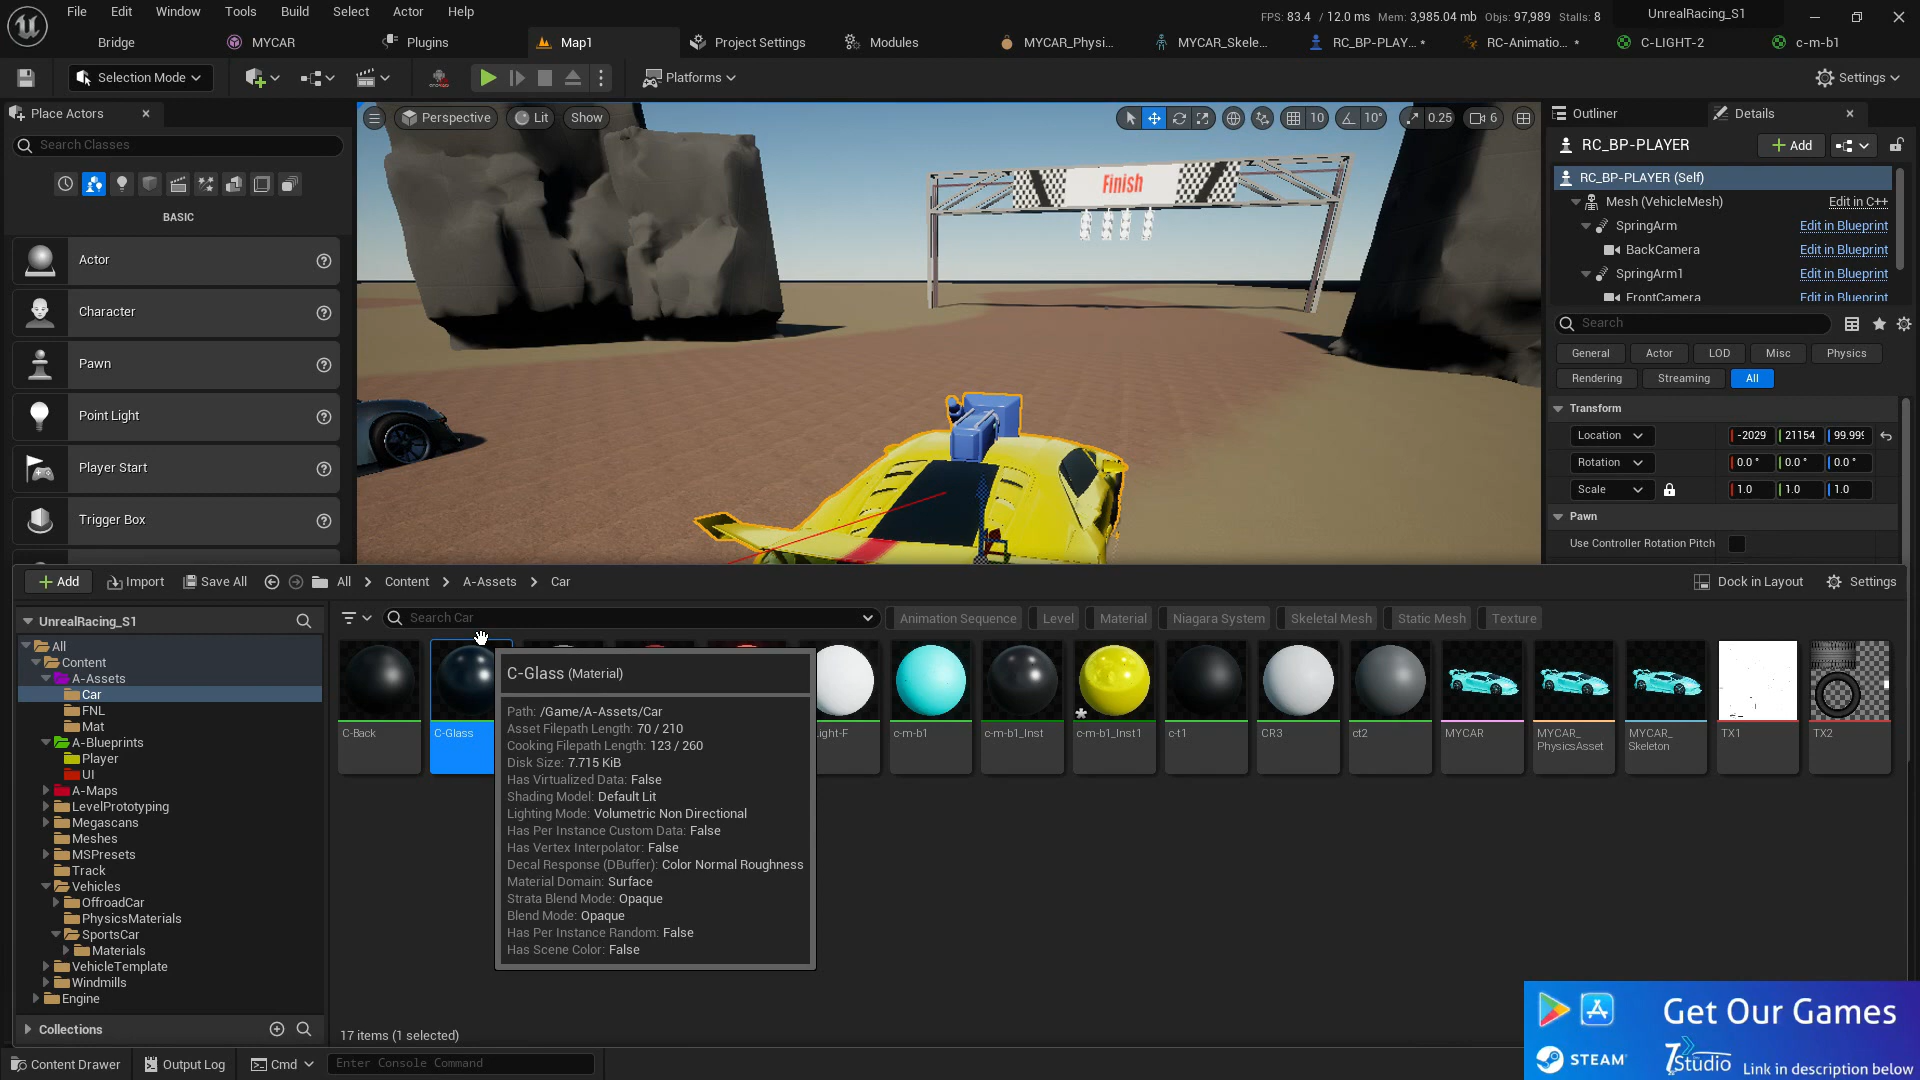 File Edit Window Tools Build Select Actor Help
FPS: 83.4 / 12.0 ms Mem: 3,985.04 mb Objs: 97,989 Stalls: 8
UnrealRacing_S1
Bridge
MYCAR
Plugins
Map1
Project Settings
Modules
MYCAR_Physi...
MYCAR_Skele...
RC_BP-PLAY... *
RC-Animatio... *
C-LIGHT-2
c-m-b1
Selection Mode
Platforms
Settings
Place Actors
Search Classes
BASIC
Actor
Character
Pawn
Point Light
Player Start
Trigger Box
Perspective
Lit
Show
10
10°
0.25
6
Finish
Outliner
Details
RC_BP-PLAYER
Add
RC_BP-PLAYER (Self)
Mesh (VehicleMesh) Edit in C++
SpringArm Edit in Blueprint
BackCamera Edit in Blueprint
SpringArm1 Edit in Blueprint
FrontCamera Edit in Blueprint
Search
General Actor LOD Misc Physics
Rendering Streaming All
Transform
Location -2029 21154 99.99
Rotation 0.0 ° 0.0 ° 0.0 °
Scale 1.0 1.0 1.0
Pawn
Use Controller Rotation Pitch
Add Import Save All All Content A-Assets Car
Dock in Layout Settings
UnrealRacing_S1
All
Content
A-Assets
Car
FNL
Mat
A-Blueprints
Player
UI
A-Maps
LevelPrototyping
Megascans
Meshes
MSPresets
Track
Vehicles
OffroadCar
PhysicsMaterials
SportsCar
Materials
VehicleTemplate
Windmills
Engine
Collections
Search Car
Animation Sequence Level Material Niagara System Skeletal Mesh Static Mesh Texture
C-Back
C-Glass
ight-F
c-m-b1
c-m-b1_Inst
c-m-b1_Inst1
c-t1
CR3
ct2
MYCAR
MYCAR_
PhysicsAsset
MYCAR_
Skeleton
TX1
TX2
C-Glass (Material)
Path: /Game/A-Assets/Car
Asset Filepath Length: 70 / 210
Cooking Filepath Length: 123 / 260
Disk Size: 7.715 KiB
Has Virtualized Data: False
Shading Model: Default Lit
Lighting Mode: Volumetric Non Directional
Has Per Instance Custom Data: False
Has Vertex Interpolator: False
Decal Response (DBuffer): Color Normal Roughness
Material Domain: Surface
Strata Blend Mode: Opaque
Blend Mode: Opaque
Has Per Instance Random: False
Has Scene Color: False
17 items (1 selected)
Content Drawer Output Log Cmd Enter Console Command
Get Our Games
STEAM
7Studio
Link in description below